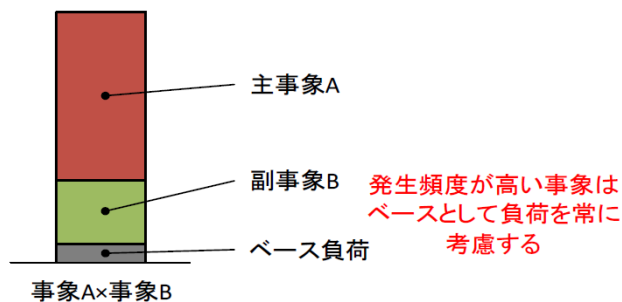 主事象A
副事象B
発生頻度が高い事象は
ベースとして負荷を常に
考慮する
ベース負荷
事象A×事象B